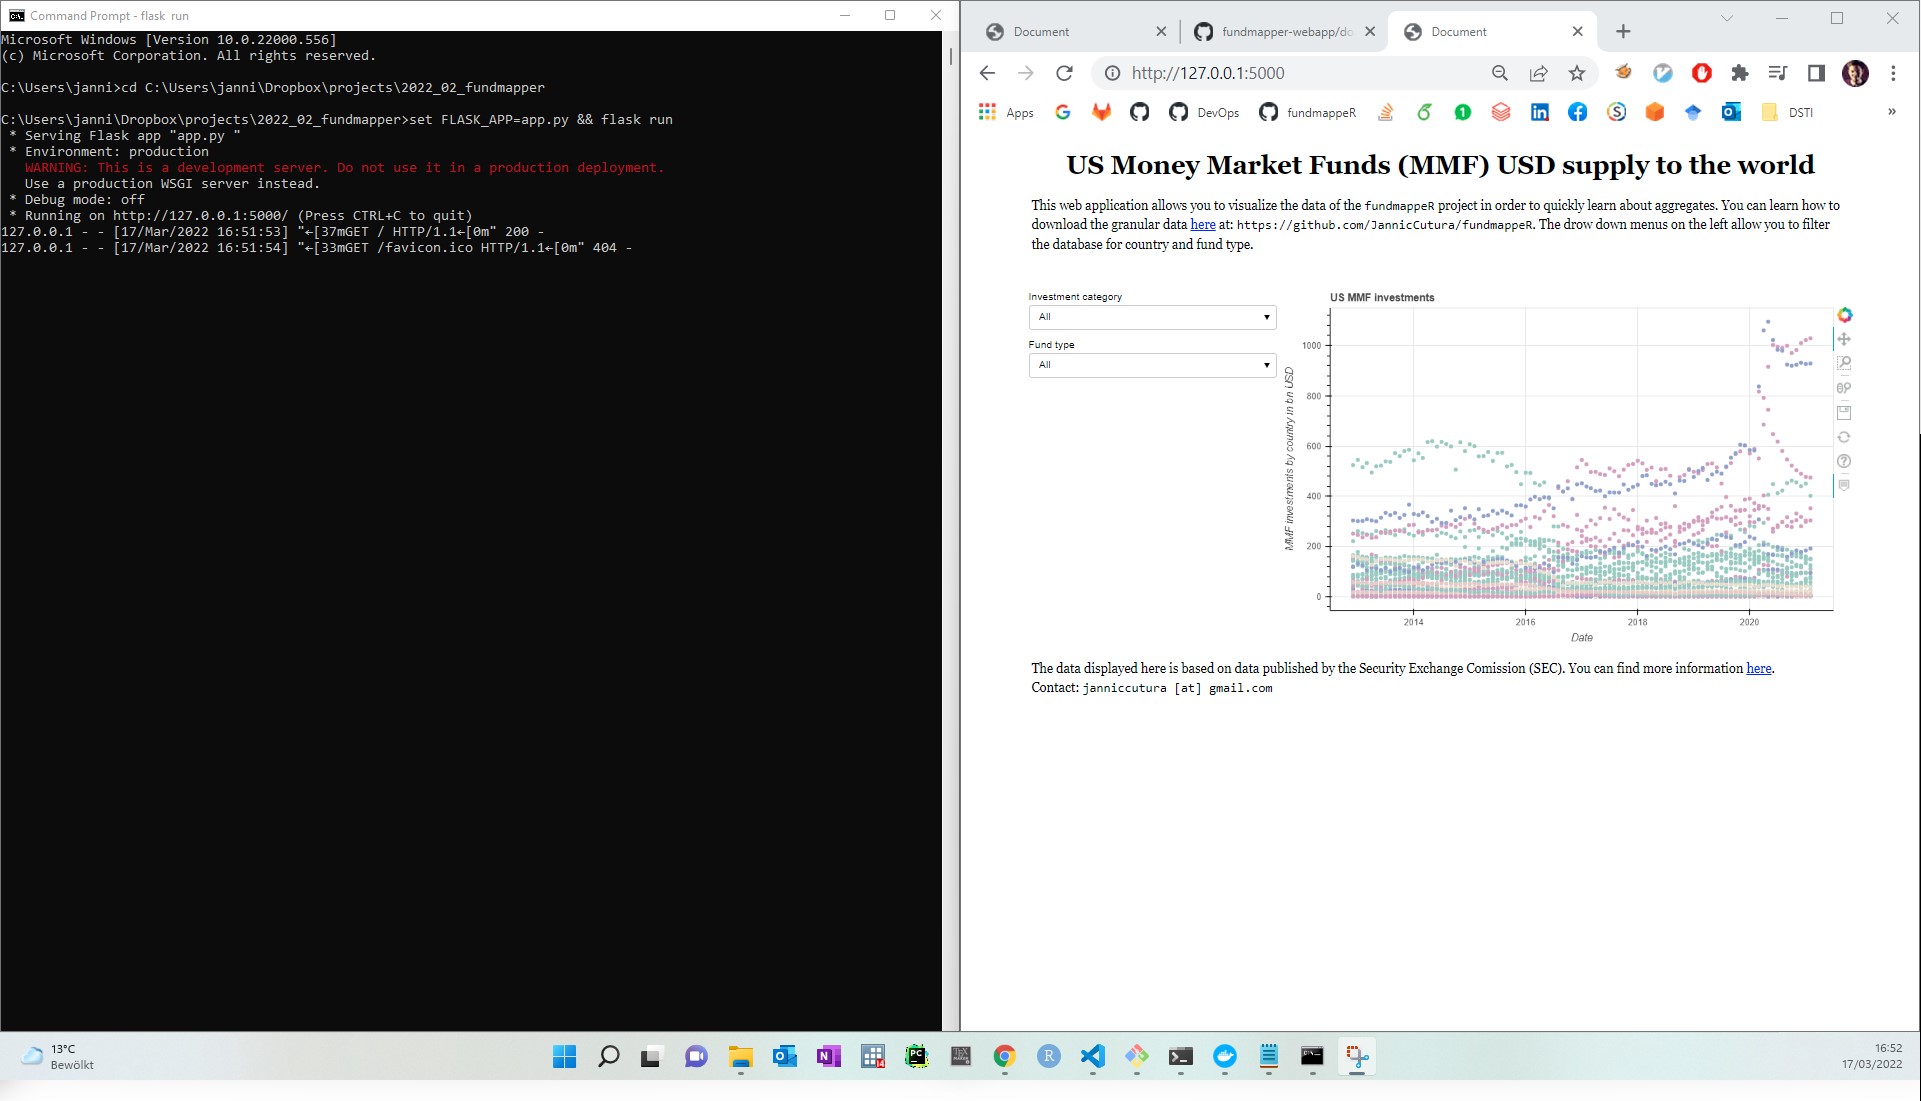 Command Prompt - flask  run
Microsoft Windows [Version 10.0.22000.556]
(c) Microsoft Corporation. All rights reserved.
C:\Users\janni>cd C:\Users\janni\Dropbox\projects\2022_02_fundmapper
C:\Users\janni\Dropbox\projects\2022_02_fundmapper>set FLASK_APP=app.py && flask run
 * Serving Flask app "app.py "
 * Environment: production
   WARNING: This is a development server. Do not use it in a production deployment.
   Use a production WSGI server instead.
 * Debug mode: off
 * Running on http://127.0.0.1:5000/ (Press CTRL+C to quit)
127.0.0.1 - - [17/Mar/2022 16:51:53] "←[37mGET / HTTP/1.1←[0m" 200 -
127.0.0.1 - - [17/Mar/2022 16:51:54] "←[33mGET /favicon.ico HTTP/1.1←[0m" 404 -
Document
fundmapper-webapp/do
Document
http://127.0.0.1:5000
Apps
DevOps
fundmappeR
1
DSTI
»
US Money Market Funds (MMF) USD supply to the world
This web application allows you to visualize the data of the fundmappeR project in order to quickly learn about aggregates. You can learn how to
download the granular data here at: https://github.com/JannicCutura/fundmappeR. The drow down menus on the left allow you to filter
the database for country and fund type.
Investment category
All
Fund type
All
US MMF investments
MMF investments by country in bn USD
1000
800
600
400
200
0
2014
2016
2018
2020
Date
The data displayed here is based on data published by the Security Exchange Comission (SEC). You can find more information here.
Contact: janniccutura [at] gmail.com
13°C
Bewölkt
16:52
17/03/2022